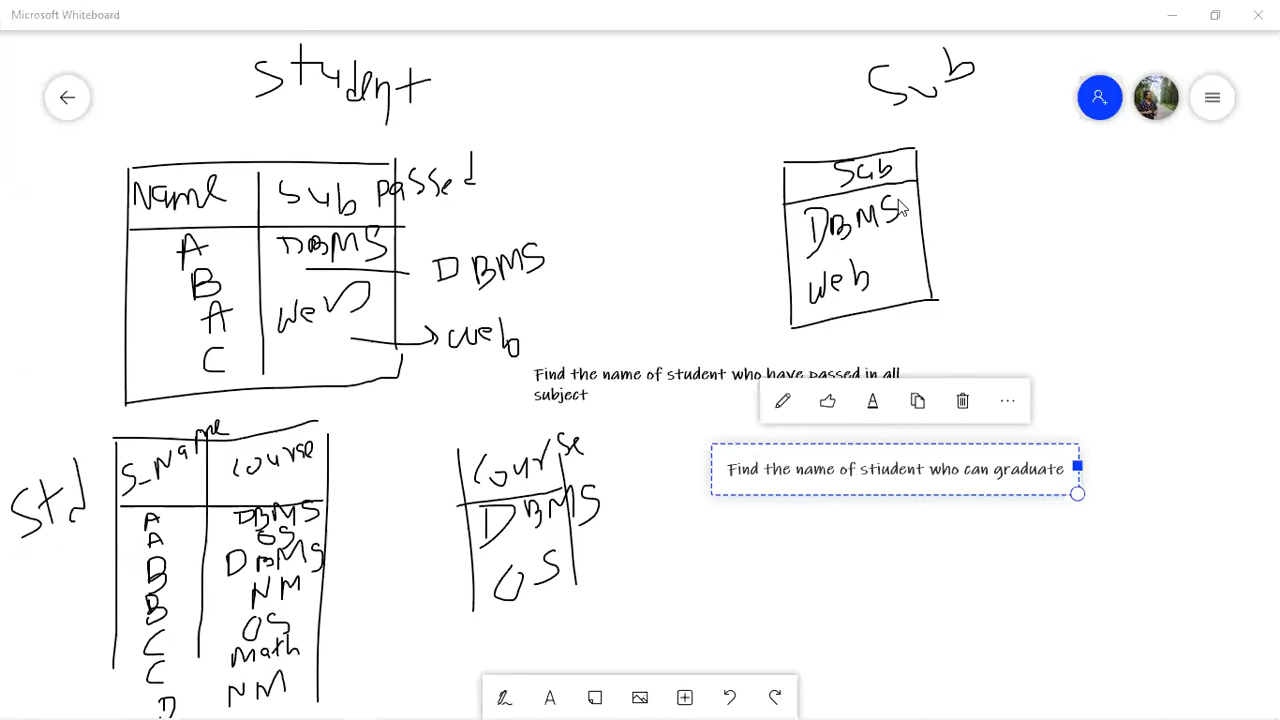 Microsoft Whiteboard
Student
Sub
Name Sub passed
A DBMS
B DBMS
A Web
C web
Sub
DBMS
Web
Find the name of student who have passed in all
subject
Find the name of stiudent who can graduate
Std
S_Name Course
A DBMS
A OS
B DBMS
B NM
B OS
C Math
C NM
D
Course
DBMS
OS